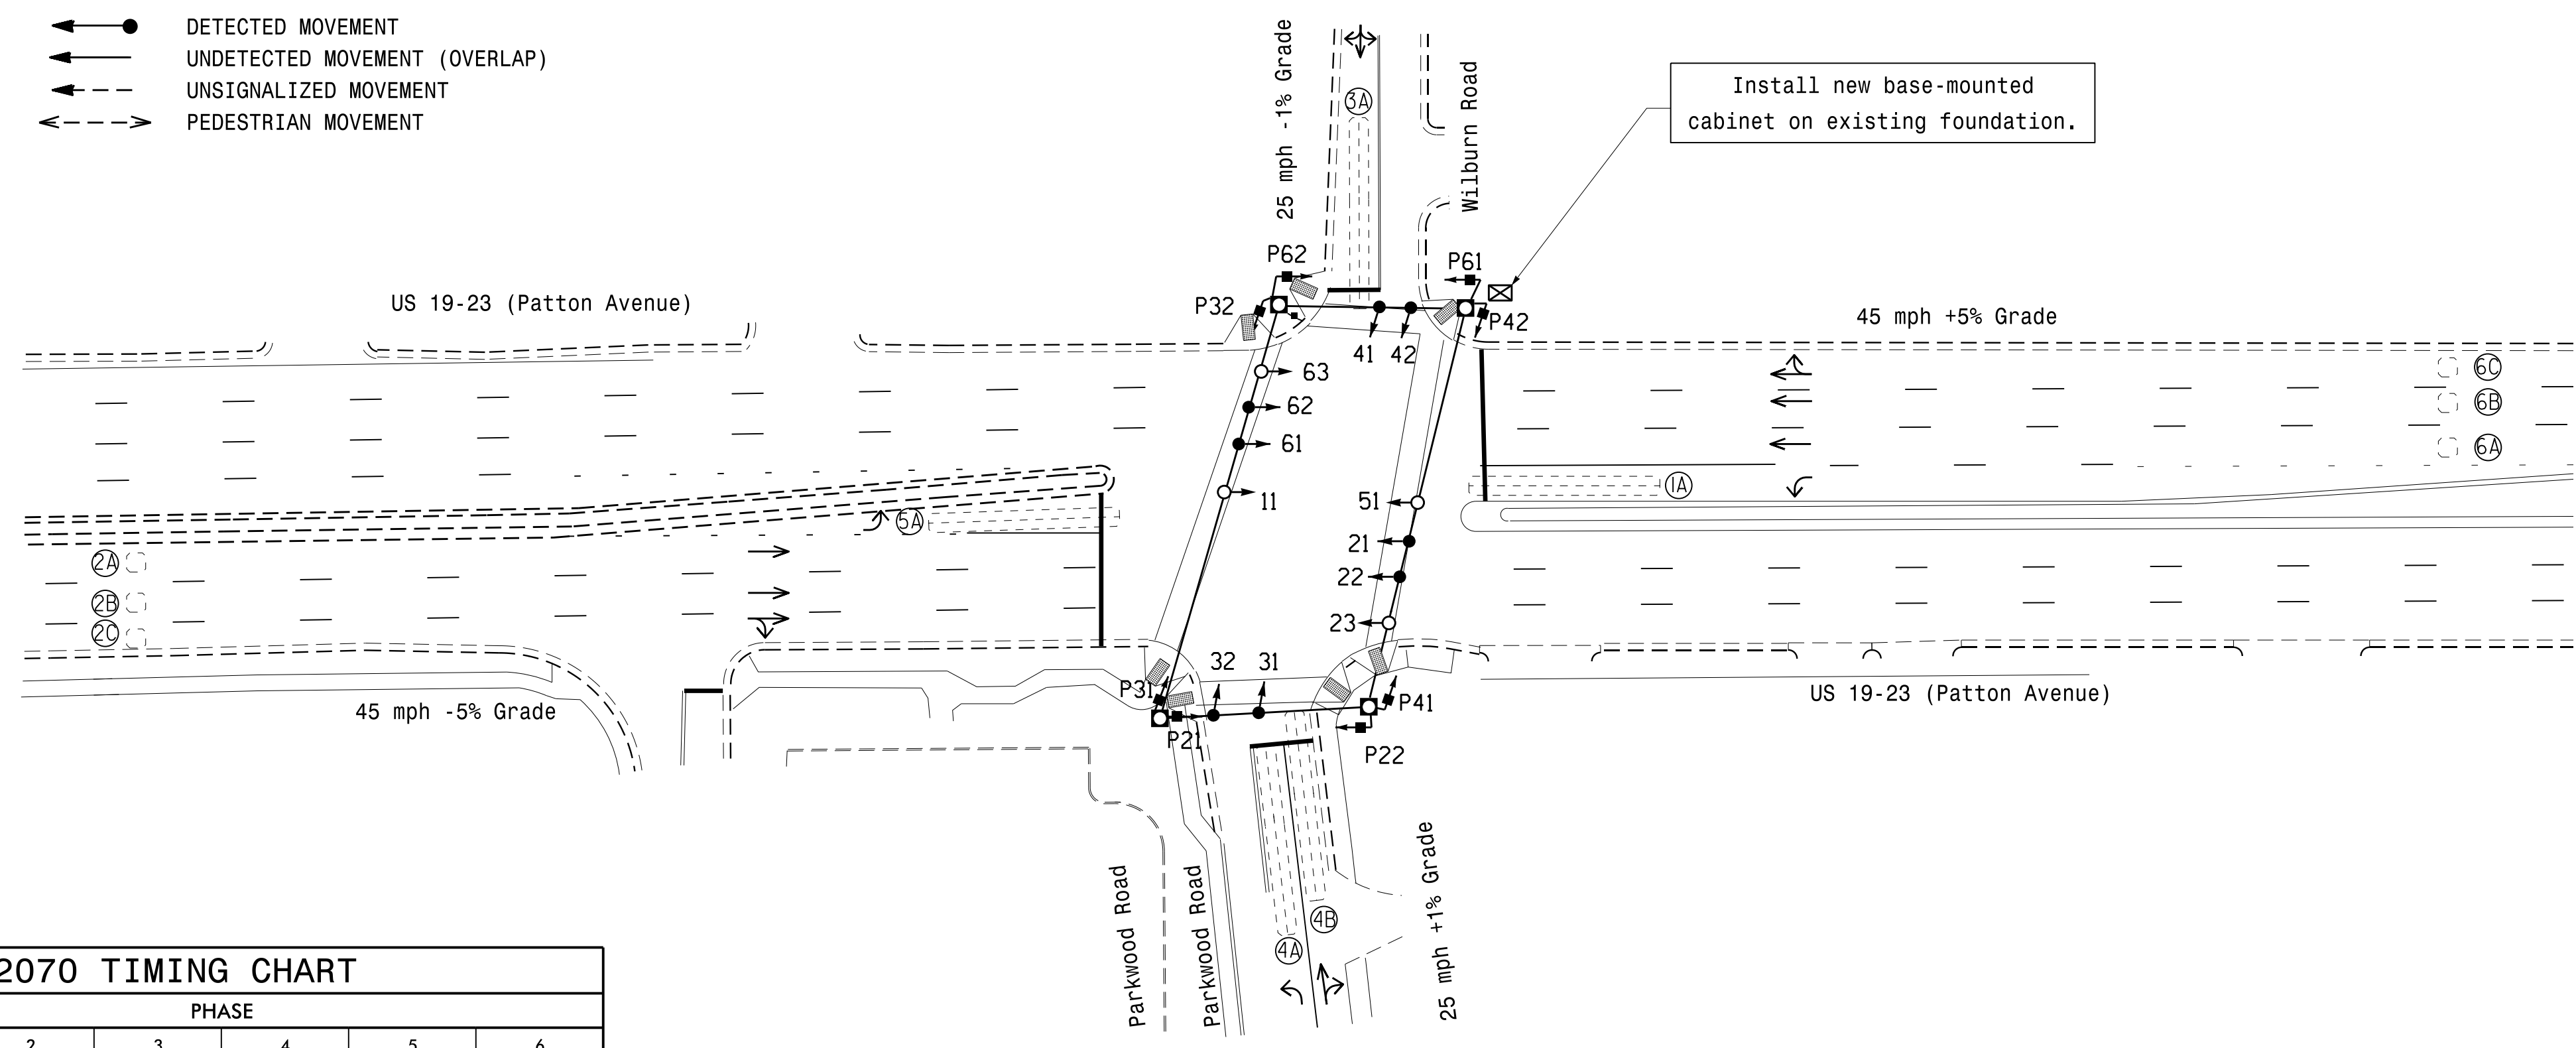 DETECTED MOVEMENT
UNDETECTED MOVEMENT (OVERLAP)
UNSIGNALIZED MOVEMENT
PEDESTRIAN MOVEMENT
25 mph -1% Grade
3A
Wilburn Road
Install new base-mounted
cabinet on existing foundation.
P62
P61
US 19-23 (Patton Avenue)
P32
P42
45 mph +5% Grade
41
42
63
62
61
11
51
21
22
23
6C
6B
6A
1A
5A
2A
2B
2C
32
31
P31
P41
P21
P22
45 mph -5% Grade
US 19-23 (Patton Avenue)
Parkwood Road
Parkwood Road
4A
4B
25 mph +1% Grade
2070 TIMING CHART
PHASE
2
3
4
5
6